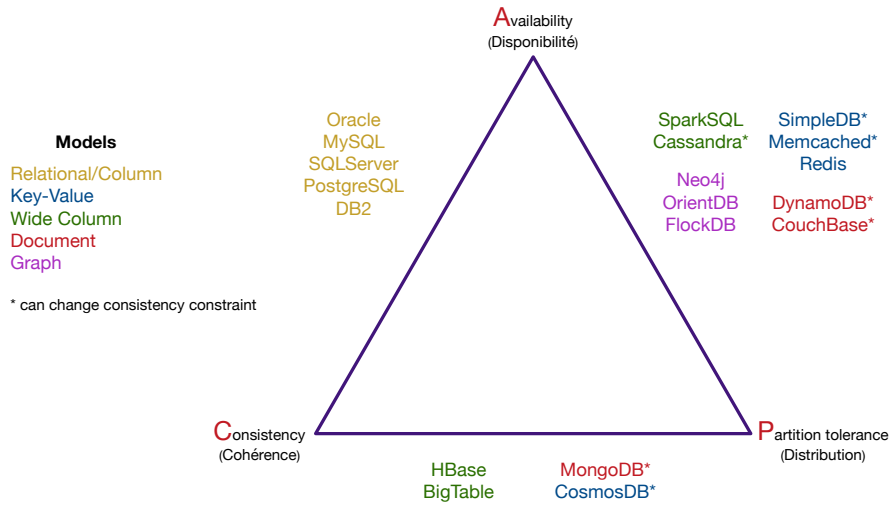 Availability
(Disponibilité)
Models
Relational/Column
Key-Value
Wide Column
Document
Graph
* can change consistency constraint
Oracle
MySQL
SQLServer
PostgreSQL
DB2
SparkSQL
Cassandra*
Neo4j
OrientDB
FlockDB
SimpleDB*
Memcached*
Redis
DynamoDB*
CouchBase*
Consistency
(Cohérence)
Partition tolerance
(Distribution)
HBase
BigTable
MongoDB*
CosmosDB*